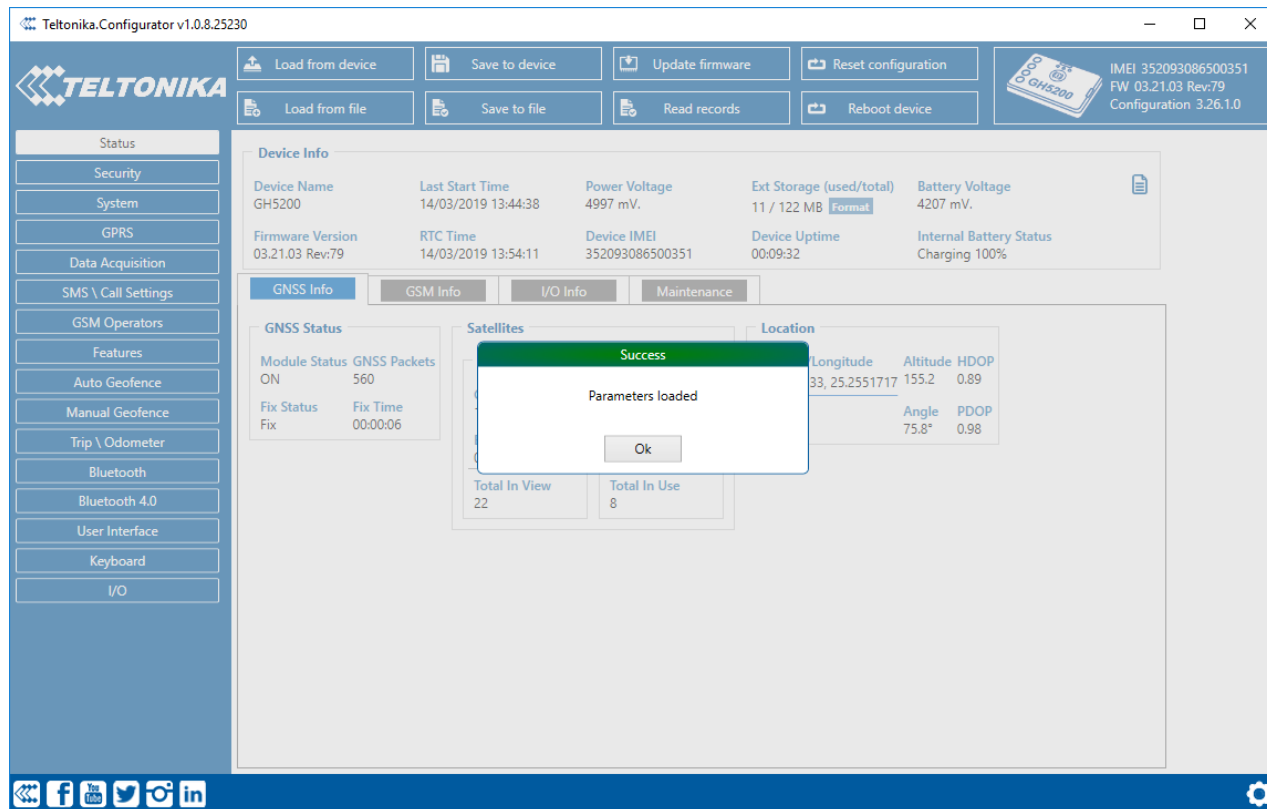 Teltonika.Configurator v1.0.8.25230
TELTONIKA
Load from device
Save to device
Update firmware
Reset configuration
Load from file
Save to file
Read records
Reboot device
GH5200
IMEI 352093086500351
FW 03.21.03 Rev:79
Configuration 3.26.1.0
Status
Security
System
GPRS
Data Acquisition
SMS \ Call Settings
GSM Operators
Features
Auto Geofence
Manual Geofence
Trip \ Odometer
Bluetooth
Bluetooth 4.0
User Interface
Keyboard
I/O
Device Info
Device Name Last Start Time Power Voltage Ext Storage (used/total) Battery Voltage
GH5200 14/03/2019 13:44:38 4997 mV. 11 / 122 MB Format 4207 mV.
Firmware Version RTC Time Device IMEI Device Uptime Internal Battery Status
03.21.03 Rev:79 14/03/2019 13:54:11 352093086500351 00:09:32 Charging 100%
GNSS Info GSM Info I/O Info Maintenance
GNSS Status
Module Status GNSS Packets
ON 560
Fix Status Fix Time
Fix 00:00:06
Satellites
Total In View Total In Use
22 8
Location
/Longitude Altitude HDOP
33, 25.2551717 155.2 0.89
Angle PDOP
75.8° 0.98
Success
Parameters loaded
Ok
You
Tube
in